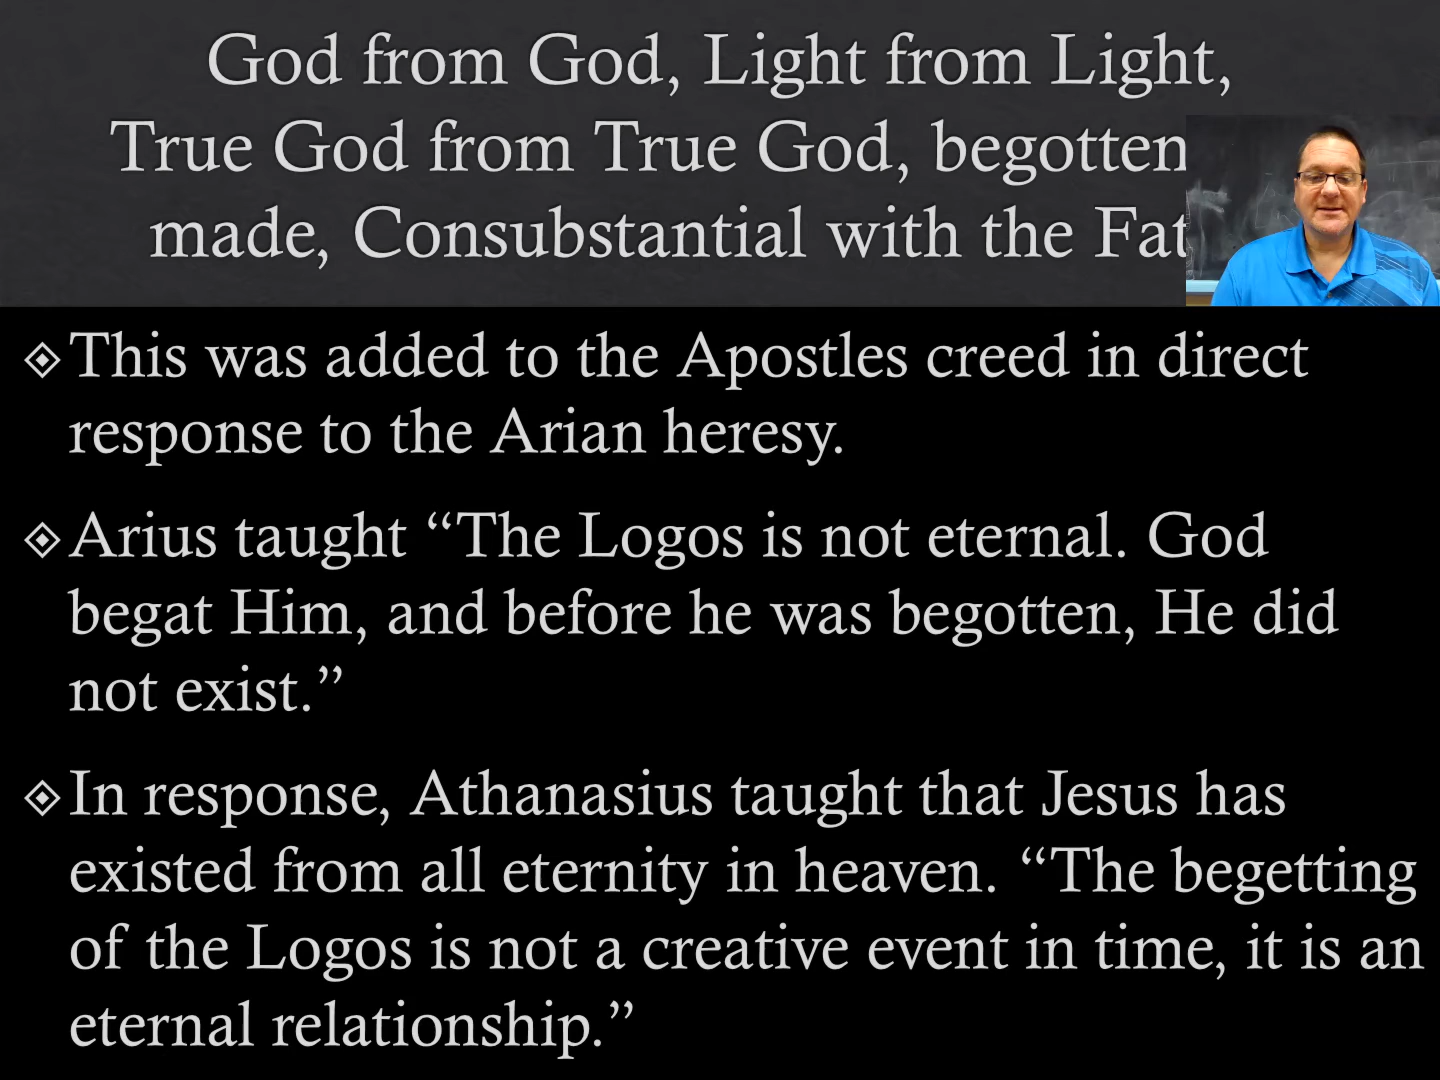 God from God, Light from Light,
True God from True God, begotten
made, Consubstantial with the Fat
This was added to the Apostles creed in direct
response to the Arian heresy.
Arius taught “The Logos is not eternal. God
begat Him, and before he was begotten, He did
not exist.”
In response, Athanasius taught that Jesus has
existed from all eternity in heaven. “The begetting
of the Logos is not a creative event in time, it is an
eternal relationship.”